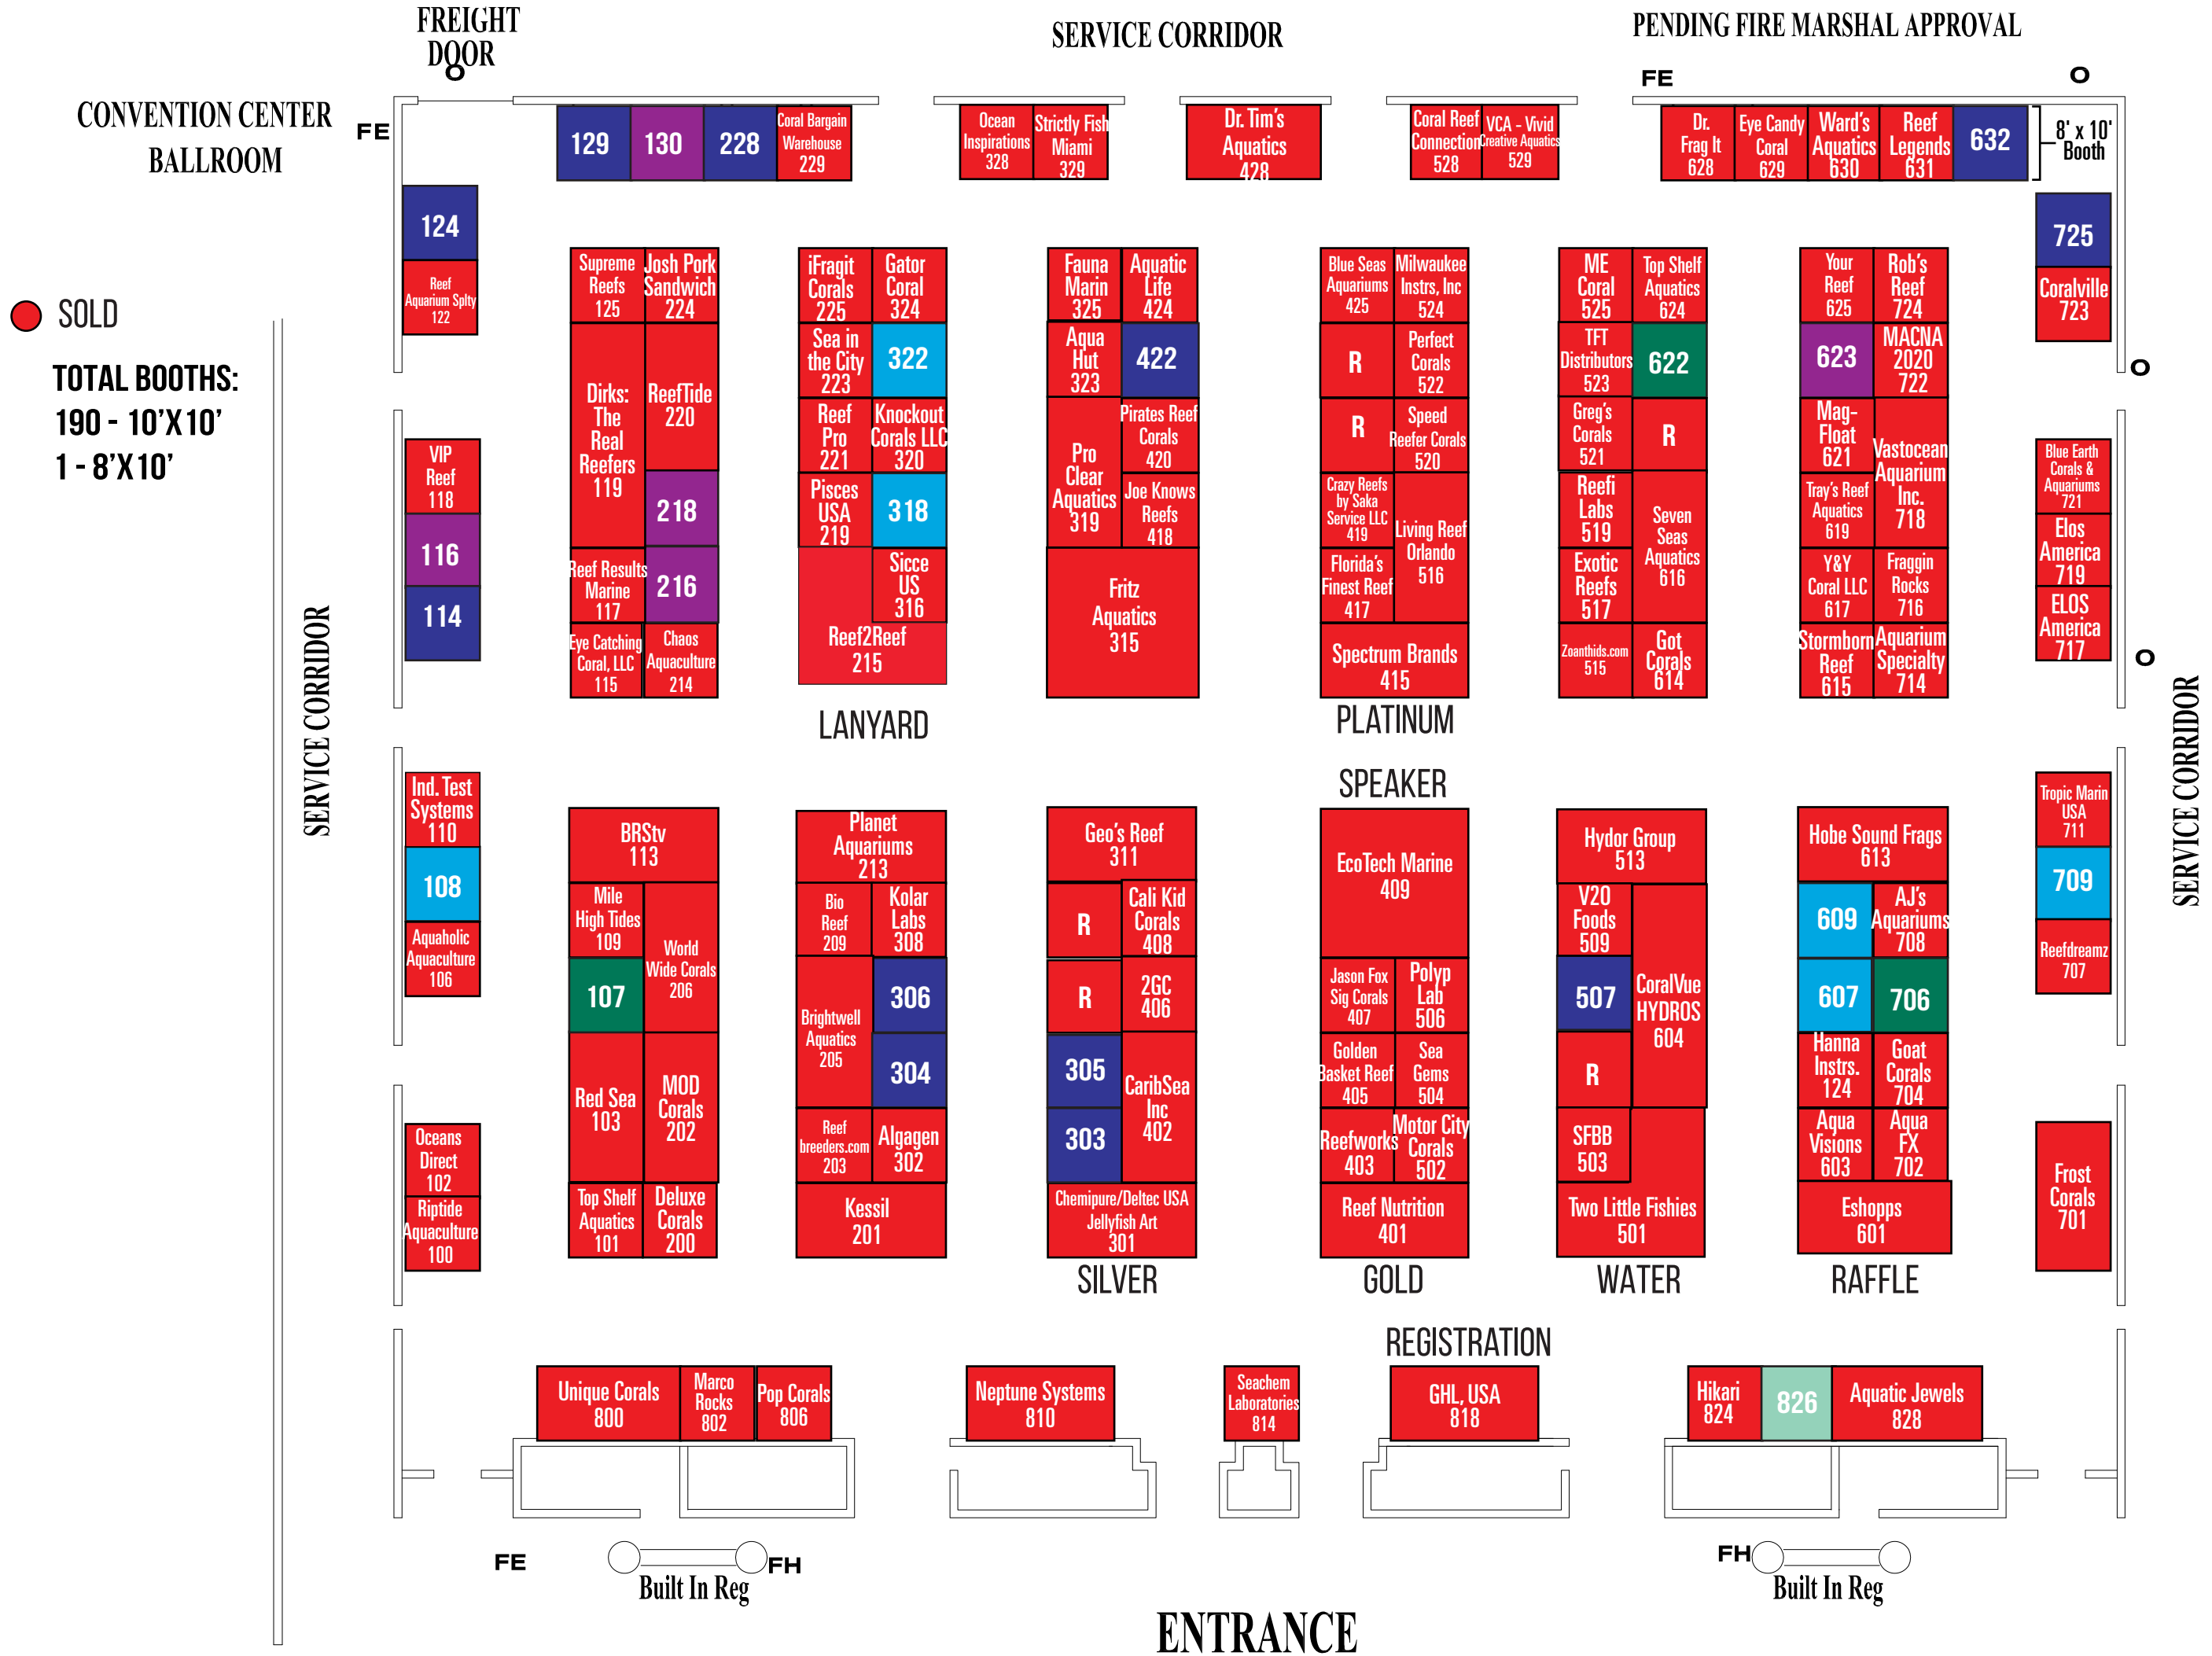 FREIGHT
DOOR
O
SERVICE CORRIDOR
PENDING FIRE MARSHAL APPROVAL
FE
O
CONVENTION CENTER
BALLROOM
FE
129
130
228
Coral Bargain
Warehouse
229
Ocean
Inspirations
328
Strictly Fish
Miami
329
Dr. Tim's
Aquatics
428
Coral Reef
Connection
528
VCA - Vivid
Creative Aquatics
529
Dr.
Frag It
628
Eye Candy
Coral
629
Ward's
Aquatics
630
Reef
Legends
631
632
8' x 10'
Booth
124
Reef
Aquarium Splty
122
725
Coralville
723
O
SOLD
TOTAL BOOTHS:
190 - 10'X10'
1 - 8'X10'
Supreme
Reefs
125
Josh Pork
Sandwich
224
Dirks:
The
Real
Reefers
119
ReefTide
220
218
216
Reef Results
Marine
117
Eye Catching
Coral, LLC
115
Chaos
Aquaculture
214
iFragit
Corals
225
Gator
Coral
324
Sea in
the City
223
322
Reef
Pro
221
Knockout
Corals LLC
320
Pisces
USA
219
318
Sicce
US
316
Reef2Reef
215
Fauna
Marin
325
Aquatic
Life
424
Aqua
Hut
323
422
Pro
Clear
Aquatics
319
Pirates Reef
Corals
420
Joe Knows
Reefs
418
Fritz
Aquatics
315
Blue Seas
Aquariums
425
Milwaukee
Instrs, Inc
524
R
Perfect
Corals
522
R
Speed
Reefer Corals
520
Crazy Reefs
by Saka
Service LLC
419
Living Reef
Orlando
516
Florida's
Finest Reef
417
Spectrum Brands
415
ME
Coral
525
Top Shelf
Aquatics
624
TFT
Distributors
523
622
Greg's
Corals
521
R
Reefi
Labs
519
Seven
Seas
Aquatics
616
Exotic
Reefs
517
Zoanthids.com
515
Got
Corals
614
Your
Reef
625
Rob's
Reef
724
623
MACNA
2020
722
Mag-
Float
621
Vastocean
Aquarium
Inc.
718
Tray's Reef
Aquatics
619
Y&Y
Coral LLC
617
Fraggin
Rocks
716
Stormborn
Reef
615
Aquarium
Specialty
714
VIP
Reef
118
116
114
Blue Earth
Corals &
Aquariums
721
Elos
America
719
ELOS
America
717
O
SERVICE CORRIDOR
SERVICE CORRIDOR
LANYARD
PLATINUM
SPEAKER
Ind. Test
Systems
110
108
Aquaholic
Aquaculture
106
Oceans
Direct
102
Riptide
Aquaculture
100
BRStv
113
Mile
High Tides
109
World
Wide Corals
206
107
Red Sea
103
MOD
Corals
202
Top Shelf
Aquatics
101
Deluxe
Corals
200
Planet
Aquariums
213
Bio
Reef
209
Kolar
Labs
308
Brightwell
Aquatics
205
306
304
Reef
breeders.com
203
Algagen
302
Kessil
201
Geo's Reef
311
R
Cali Kid
Corals
408
R
2GC
406
305
CaribSea
Inc
402
303
Chemipure/Deltec USA
Jellyfish Art
301
EcoTech Marine
409
Jason Fox
Sig Corals
407
Polyp
Lab
506
Golden
Basket Reef
405
Sea
Gems
504
Reefworks
403
Motor City
Corals
502
Reef Nutrition
401
Hydor Group
513
V2O
Foods
509
CoralVue
HYDROS
604
507
R
SFBB
503
Two Little Fishies
501
Hobe Sound Frags
613
609
AJ's
Aquariums
708
607
706
Hanna
Instrs.
124
Goat
Corals
704
Aqua
Visions
603
Aqua
FX
702
Eshopps
601
Tropic Marin
USA
711
709
Reefdreamz
707
Frost
Corals
701
SILVER
GOLD
WATER
RAFFLE
REGISTRATION
Unique Corals
800
Marco
Rocks
802
Pop Corals
806
Neptune Systems
810
Seachem
Laboratories
814
GHL, USA
818
Hikari
824
826
Aquatic Jewels
828
FE
FH
Built In Reg
FH
Built In Reg
ENTRANCE